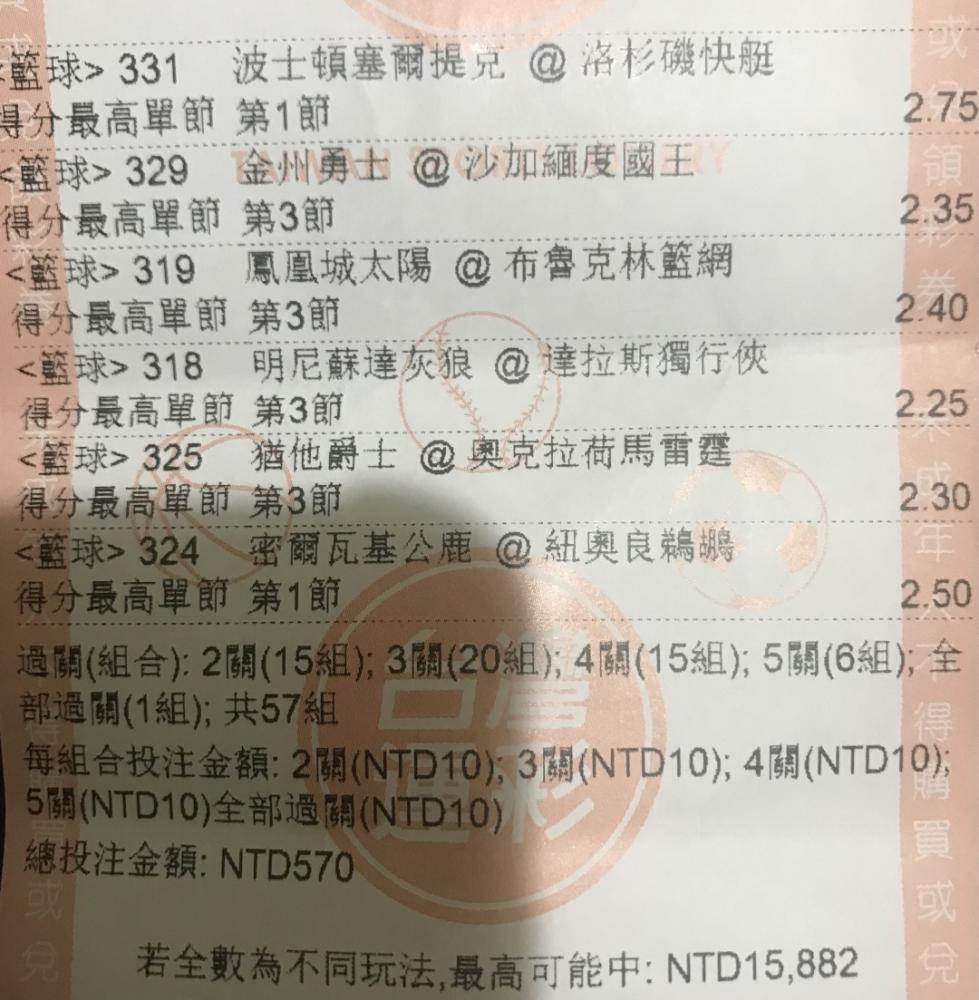 <籃球> 331 波士頓塞爾提克 @ 洛杉磯快艇
得分最高單節 第1節 2.75
<籃球> 329 金州勇士 @ 沙加緬度國王
得分最高單節 第3節 2.35
<籃球> 319 鳳凰城太陽 @ 布魯克林籃網
得分最高單節 第3節 2.40
<籃球> 318 明尼蘇達灰狼 @ 達拉斯獨行俠
得分最高單節 第3節 2.25
<籃球> 325 猶他爵士 @ 奧克拉荷馬雷霆
得分最高單節 第3節 2.30
<籃球> 324 密爾瓦基公鹿 @ 紐奧良鵜鶘
得分最高單節 第1節 2.50
過關(組合): 2關(15組); 3關(20組); 4關(15組); 5關(6組); 全
部過關(1組); 共57組
每組合投注金額: 2關(NTD10); 3關(NTD10); 4關(NTD10);
5關(NTD10)全部過關(NTD10)
總投注金額: NTD570
若全數為不同玩法,最高可能中: NTD15,882
台灣
運彩